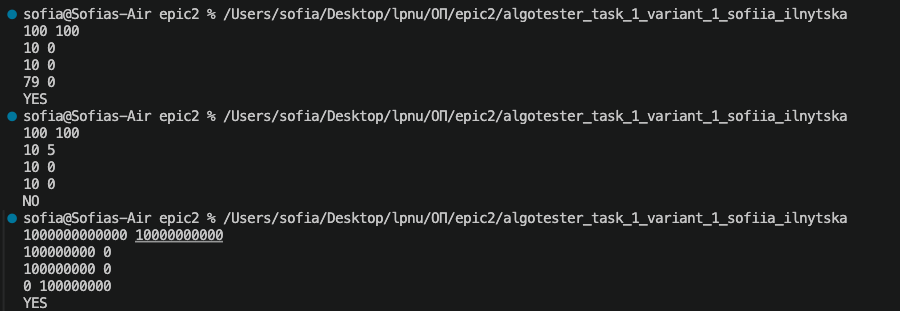 sofia@Sofias-Air epic2 % /Users/sofia/Desktop/lpnu/ОП/epic2/algotester_task_1_variant_1_sofiia_ilnytska
100 100
10 0
10 0
79 0
YES
sofia@Sofias-Air epic2 % /Users/sofia/Desktop/lpnu/ОП/epic2/algotester_task_1_variant_1_sofiia_ilnytska
100 100
10 5
10 0
10 0
NO
sofia@Sofias-Air epic2 % /Users/sofia/Desktop/lpnu/ОП/epic2/algotester_task_1_variant_1_sofiia_ilnytska
1000000000000 10000000000
100000000 0
100000000 0
0 100000000
YES